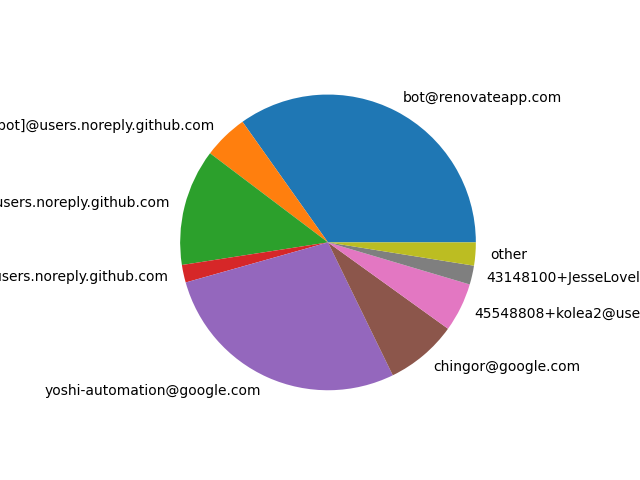 bot@renovateapp.com
bot]@users.noreply.github.com
users.noreply.github.com
users.noreply.github.com
yoshi-automation@google.com
chingor@google.com
45548808+kolea2@use
43148100+JesseLovel
other